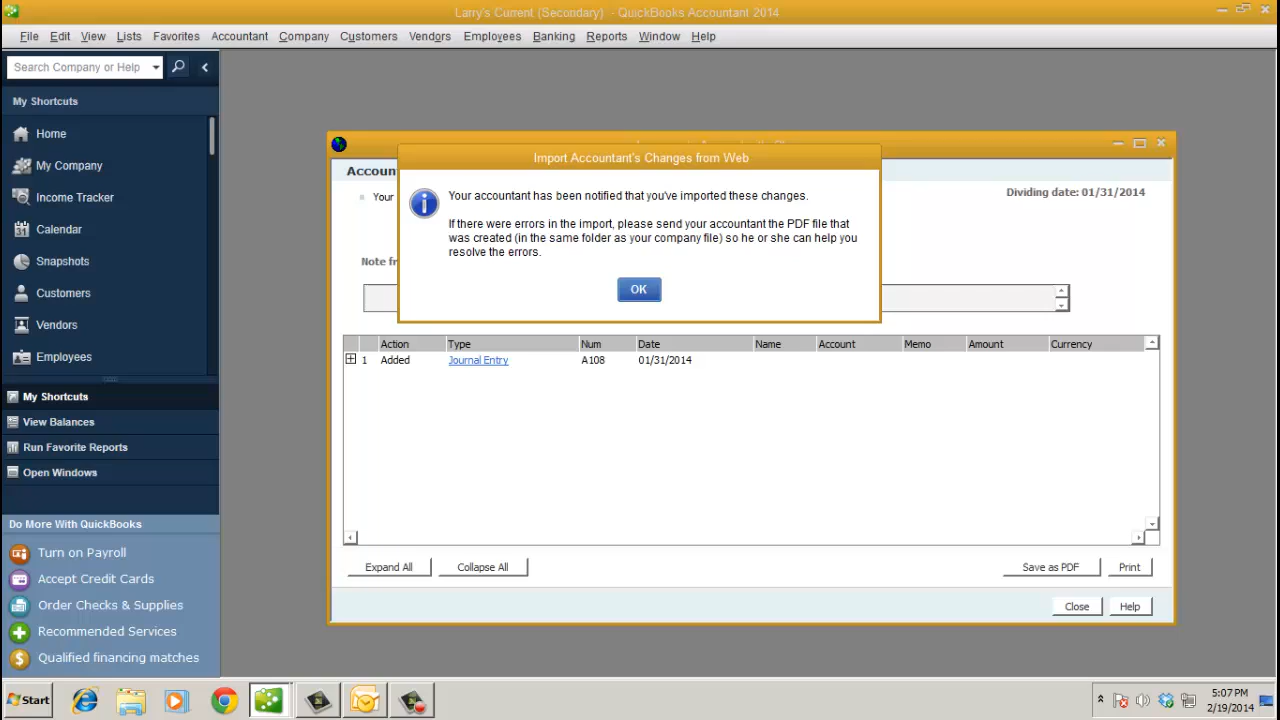 Larry's Current (Secondary)  - QuickBooks Accountant 2014
File Edit View Lists Favorites Accountant Company Customers Vendors Employees Banking Reports Window Help
Search Company or Help
My Shortcuts
Home
My Company
Income Tracker
Calendar
Snapshots
Customers
Vendors
Employees
My Shortcuts
View Balances
Run Favorite Reports
Open Windows
Do More With QuickBooks
Turn on Payroll
Accept Credit Cards
Order Checks & Supplies
Recommended Services
Qualified financing matches
Accoun
Dividing date: 01/31/2014
Your
Note fr
Import Accountant's Changes from Web
Your accountant has been notified that you've imported these changes.
If there were errors in the import, please send your accountant the PDF file that
was created (in the same folder as your company file) so he or she can help you
resolve the errors.
OK
Action Type Num Date Name Account Memo Amount Currency
1 Added Journal Entry A108 01/31/2014
Expand All Collapse All Save as PDF Print
Close Help
Start
5:07 PM
2/19/2014